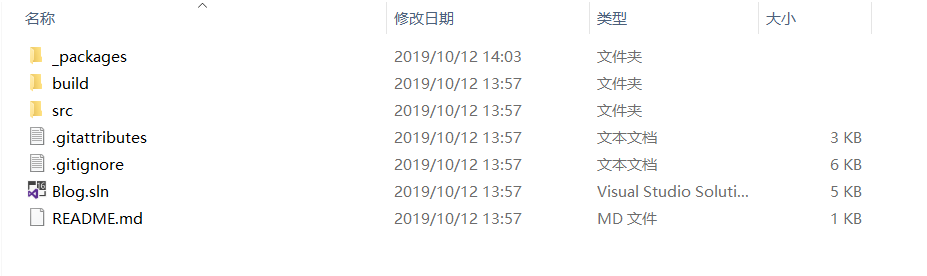 名称 修改日期 类型 大小
_packages 2019/10/12 14:03 文件夹
build 2019/10/12 13:57 文件夹
src 2019/10/12 13:57 文件夹
.gitattributes 2019/10/12 13:57 文本文档 3 KB
.gitignore 2019/10/12 13:57 文本文档 6 KB
Blog.sln 2019/10/12 13:57 Visual Studio Soluti... 5 KB
README.md 2019/10/12 13:57 MD 文件 1 KB